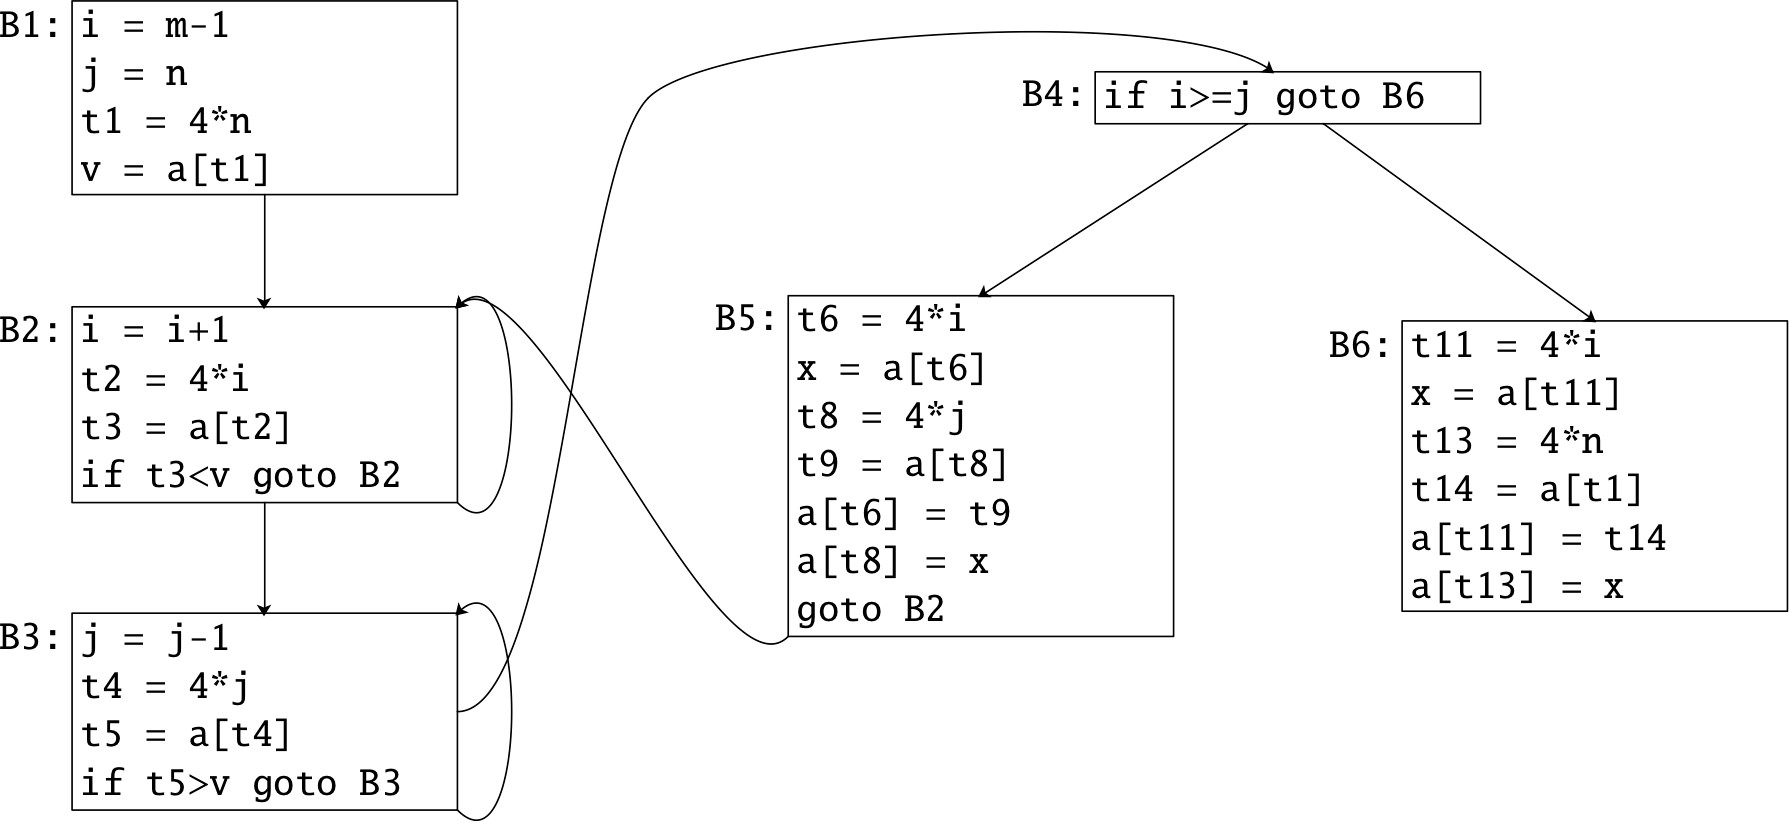 B1:
i = m-1
j = n
t1 = 4*n
v = a[t1]
B2:
i = i+1
t2 = 4*i
t3 = a[t2]
if t3<v goto B2
B3:
j = j-1
t4 = 4*j
t5 = a[t4]
if t5>v goto B3
B4:
if i>=j goto B6
B5:
t6 = 4*i
x = a[t6]
t8 = 4*j
t9 = a[t8]
a[t6] = t9
a[t8] = x
goto B2
B6:
t11 = 4*i
x = a[t11]
t13 = 4*n
t14 = a[t1]
a[t11] = t14
a[t13] = x